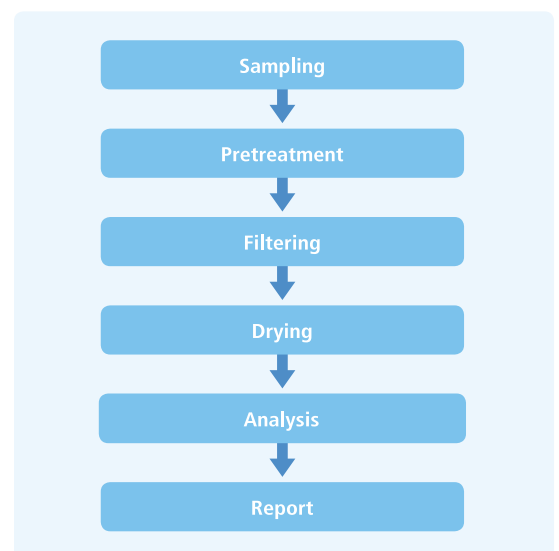 Sampling
Pretreatment
Filtering
Drying
Analysis
Report